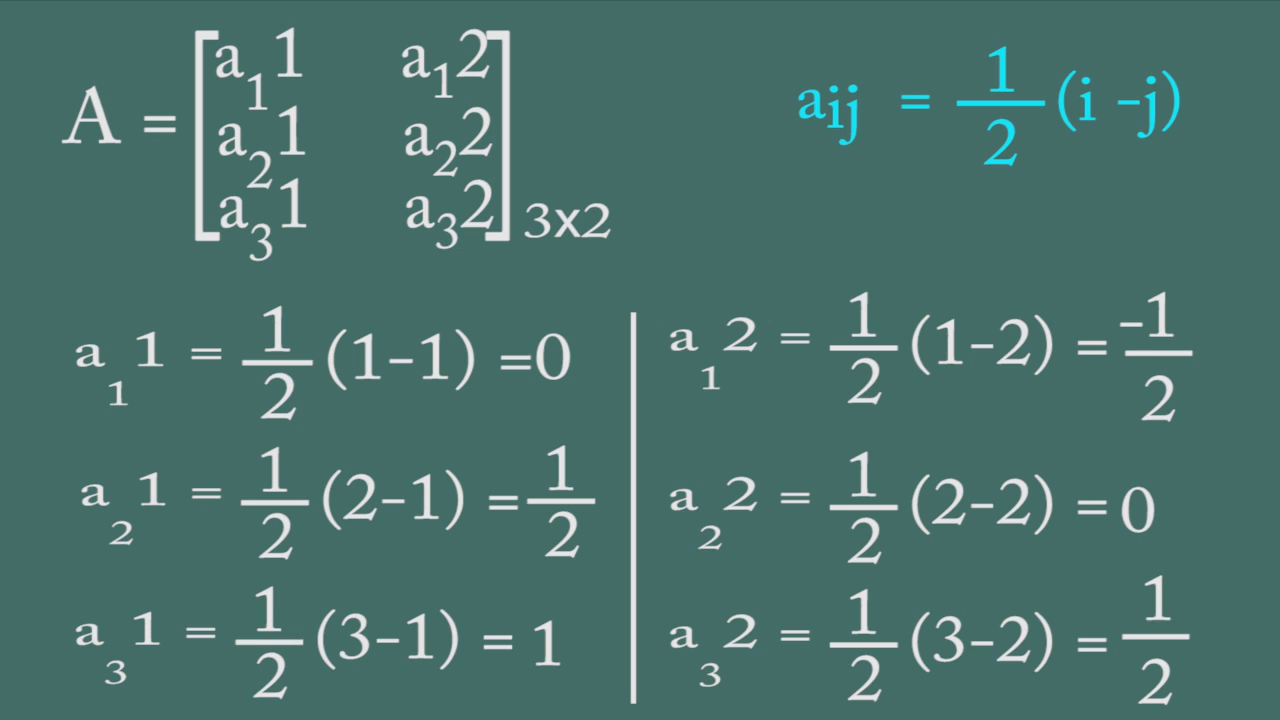 A = [a₁1 a₁2
a₂1 a₂2
a₃1 a₃2] 3x2
aij = 1/2 (i -j)
a₁1 = 1/2 (1-1) =0
a₂1 = 1/2 (2-1) = 1/2
a₃1 = 1/2 (3-1) = 1
a₁2 = 1/2 (1-2) = -1/2
a₂2 = 1/2 (2-2) = 0
a₃2 = 1/2 (3-2) = 1/2